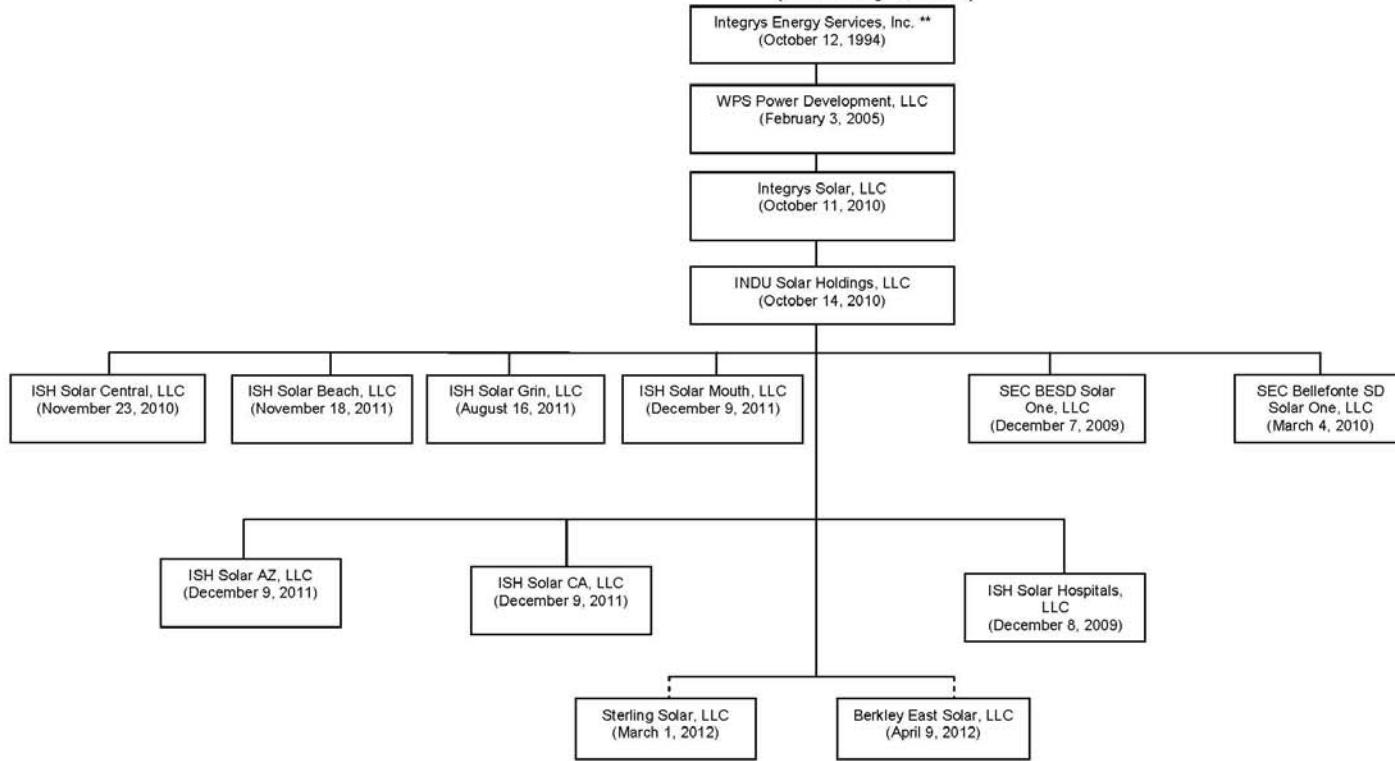 Integrys Energy Services, Inc. **
(October 12, 1994)
WPS Power Development, LLC
(February 3, 2005)
Integrys Solar, LLC
(October 11, 2010)
INDU Solar Holdings, LLC
(October 14, 2010)
ISH Solar Central, LLC
(November 23, 2010)
ISH Solar Beach, LLC
(November 18, 2011)
ISH Solar Grin, LLC
(August 16, 2011)
ISH Solar Mouth, LLC
(December 9, 2011)
SEC BESD Solar
One, LLC
(December 7, 2009)
SEC Bellefonte SD
Solar One, LLC
(March 4, 2010)
ISH Solar AZ, LLC
(December 9, 2011)
ISH Solar CA, LLC
(December 9, 2011)
ISH Solar Hospitals,
LLC
(December 8, 2009)
Sterling Solar, LLC
(March 1, 2012)
Berkley East Solar, LLC
(April 9, 2012)